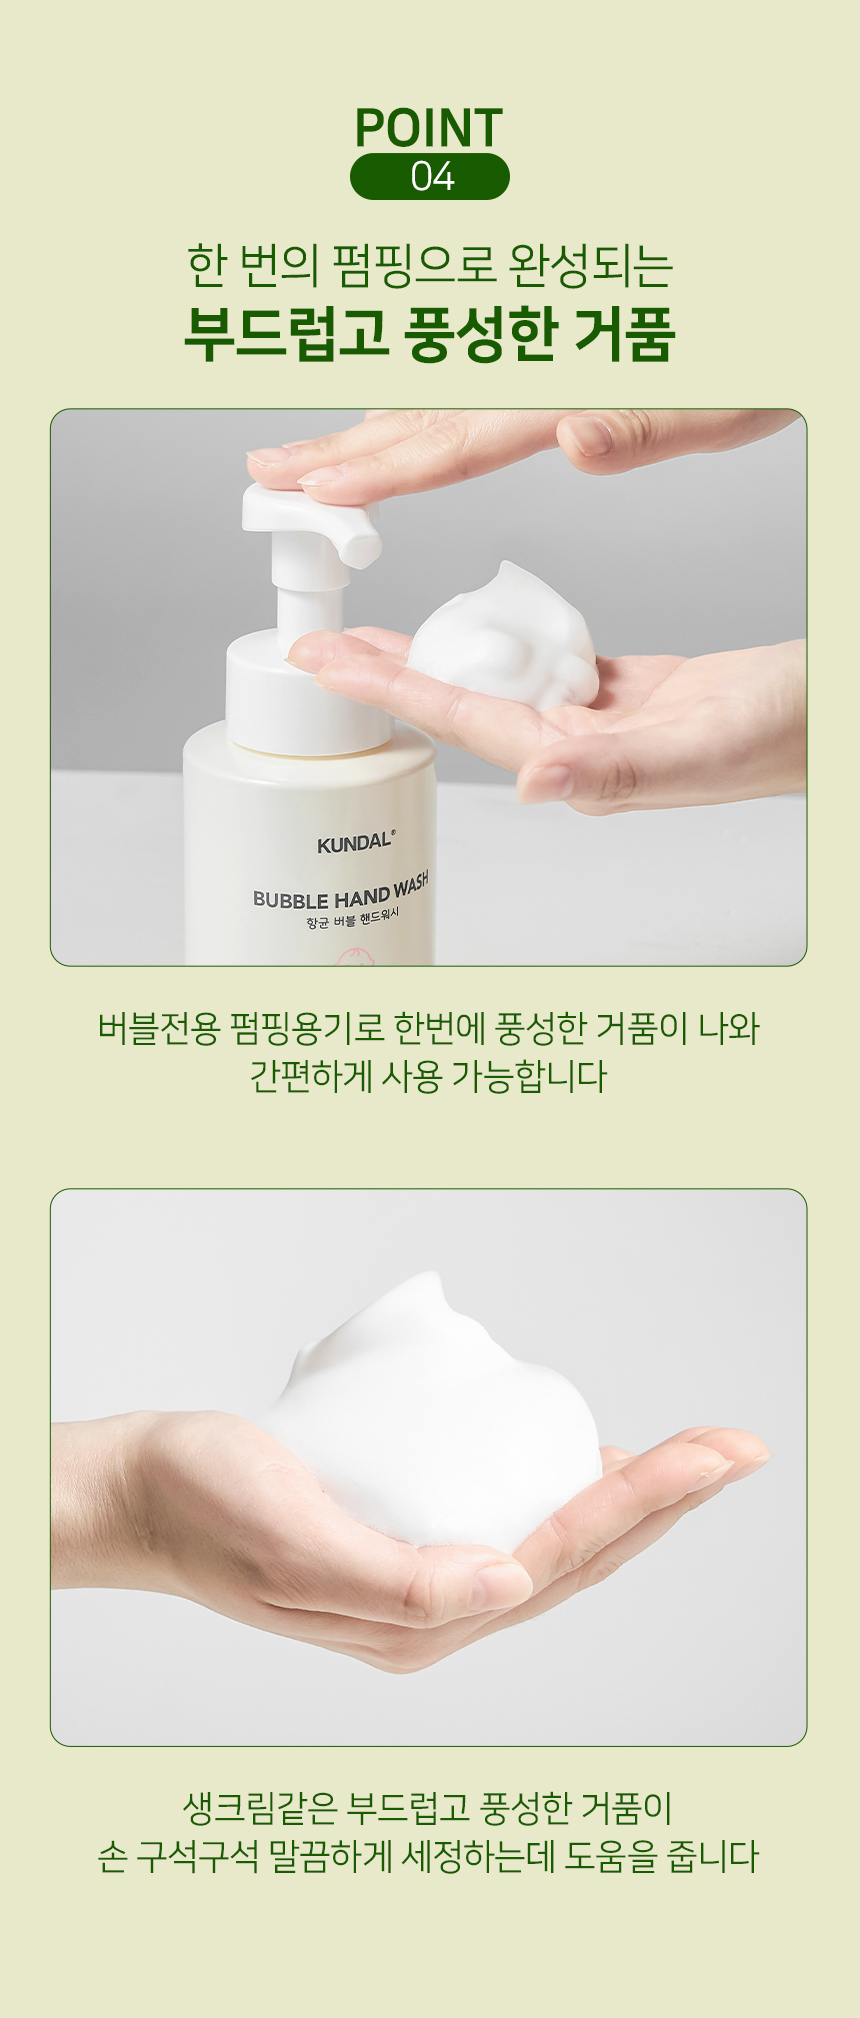 POINT
04
한 번의 펌핑으로 완성되는
부드럽고 풍성한 거품
KUNDAL®
BUBBLE HAND WASH
항균 버블 핸드워시
버블전용 펌핑용기로 한번에 풍성한 거품이 나와
간편하게 사용 가능합니다
생크림같은 부드럽고 풍성한 거품이
손 구석구석 말끔하게 세정하는데 도움을 줍니다